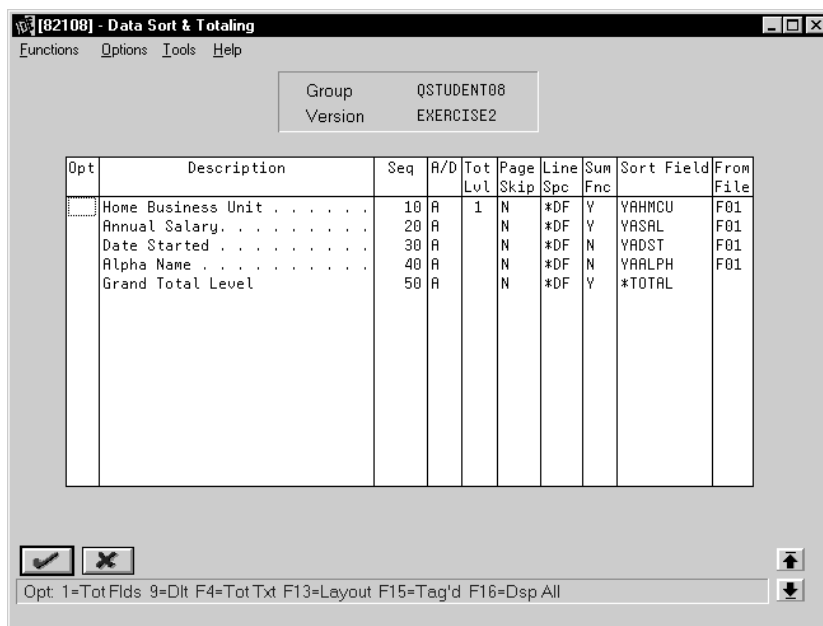 [82108] - Data Sort & Totaling
Functions Options Tools Help
Group QSTUDENT08
Version EXERCISE2
Opt Description Seq A/D Tot Lvl Page Skip Line Spc Sum Fnc Sort Field From File
Home Business Unit . . . . . . 10 A 1 N *DF Y YAHMCU F01
Annual Salary. . . . . . . . . 20 A N *DF Y YASAL F01
Date Started . . . . . . . . . 30 A N *DF N YADST F01
Alpha Name . . . . . . . . . . 40 A N *DF N YAALPH F01
Grand Total Level 50 A N *DF Y *TOTAL
Opt: 1=Tot Flds 9=Dlt F4=Tot Txt F13=Layout F15=Tag'd F16=Dsp All